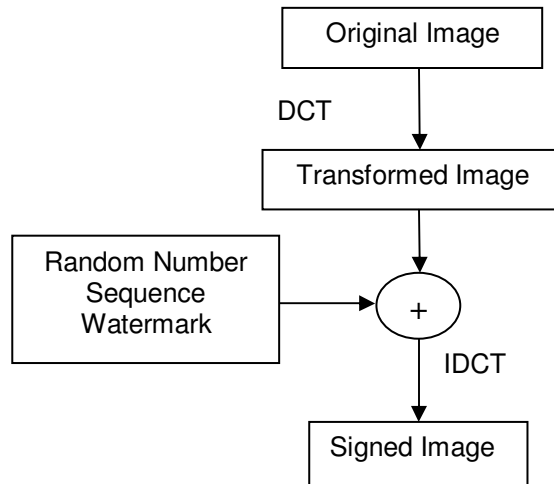 Original Image
DCT
Transformed Image
Random Number
Sequence
Watermark
+
IDCT
Signed Image